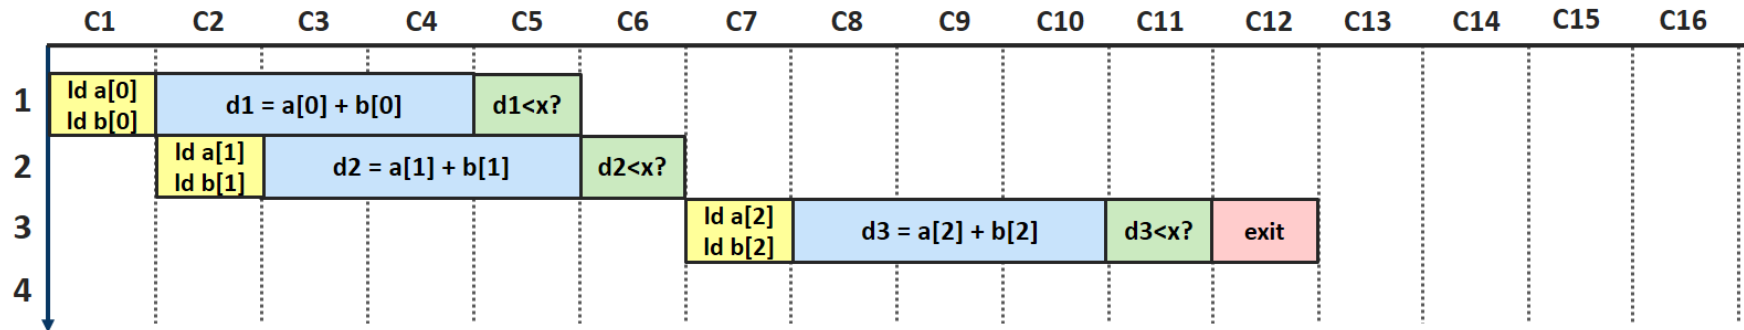 C1 C2 C3 C4 C5 C6 C7 C8 C9 C10 C11 C12 C13 C14 C15 C16
1
ld a[0]
ld b[0]
d1 = a[0] + b[0]
d1<x?
2
ld a[1]
ld b[1]
d2 = a[1] + b[1]
d2<x?
3
ld a[2]
ld b[2]
d3 = a[2] + b[2]
d3<x?
exit
4